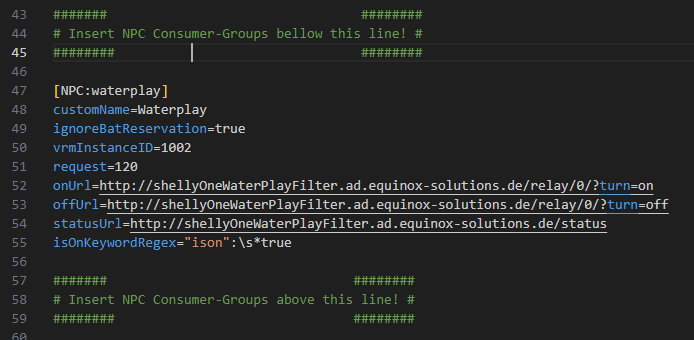 43 ####### ########
44 # Insert NPC Consumer-Groups bellow this line! #
45 ######## ########
46
47 [NPC:waterplay]
48 customName=Waterplay
49 ignoreBatReservation=true
50 vrmInstanceID=1002
51 request=120
52 onUrl=http://shellyOneWaterPlayFilter.ad.equinox-solutions.de/relay/0/?turn=on
53 offUrl=http://shellyOneWaterPlayFilter.ad.equinox-solutions.de/relay/0/?turn=off
54 statusUrl=http://shellyOneWaterPlayFilter.ad.equinox-solutions.de/status
55 isOnKeywordRegex="ison":\s*true
56
57 ####### ########
58 # Insert NPC Consumer-Groups above this line! #
59 ######## ########
60